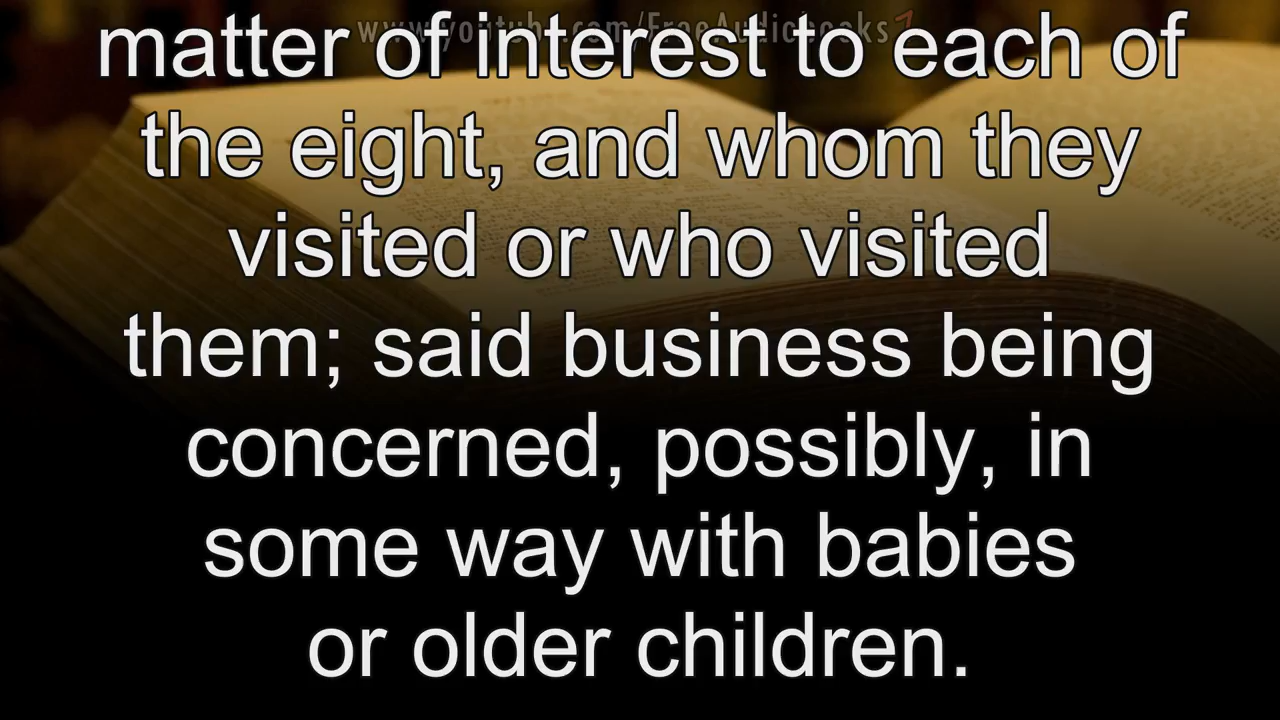 www.youtube.com/FreeAudiobooks7
matter of interest to each of
the eight, and whom they
visited or who visited
them; said business being
concerned, possibly, in
some way with babies
or older children.